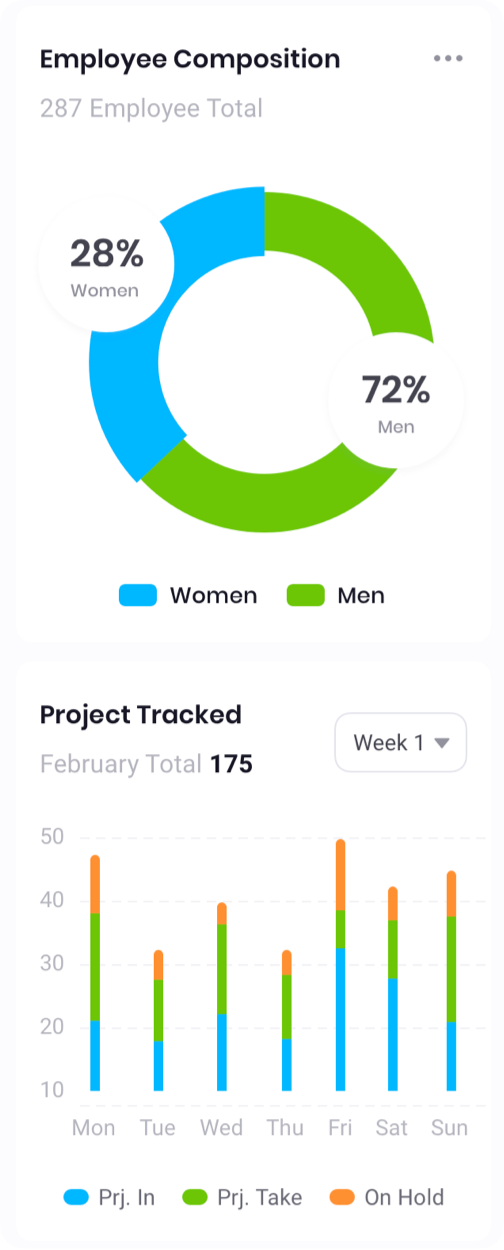 Employee Composition
287 Employee Total
28%
Women
72%
Men
Women Men
Project Tracked
February Total 175
Week 1
50
40
30
20
10
Mon Tue Wed Thu Fri Sat Sun
Prj. In Prj. Take On Hold